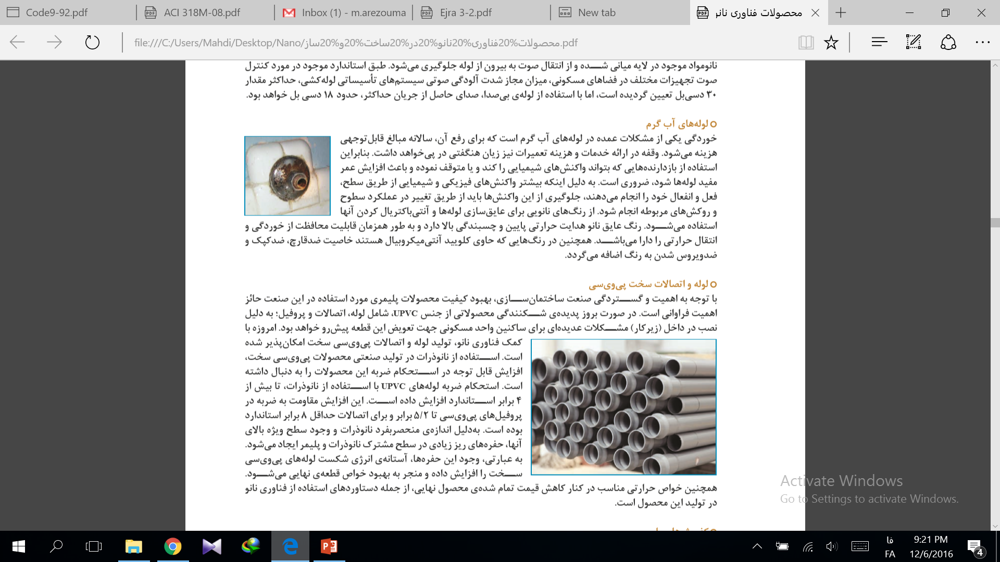 Code9-92.pdf
ACI 318M-08.pdf
Inbox (1) - m.arezouma
Ejra 3-2.pdf
New tab
محصولات فناوری نانو
file:///C:/Users/Mahdi/Desktop/Nano/محصولات%20فناوری%20نانو%20در%20ساخت%20و%20ساز.pdf
نانومواد موجود در لایه میانی شده و از انتقال صوت به بیرون از لوله جلوگیری می‌شود. طبق استاندارد موجود در مورد کنترل
صوت تجهیزات مختلف در فضاهای مسکونی، میزان مجاز شدت آلودگی صوتی سیستم‌های تأسیساتی لوله‌کشی، حداکثر مقدار
۳۰ دسی‌بل تعیین گردیده است، اما با استفاده از لوله‌ی بی‌صدا، صدای حاصل از جریان حداکثر، حدود ۱۸ دسی بل خواهد بود.
لوله‌های آب گرم
خوردگی یکی از مشکلات عمده در لوله‌های آب گرم است که برای رفع آن، سالانه مبالغ قابل‌توجهی
هزینه می‌شود. وقفه در ارائه خدمات و هزینه تعمیرات نیز زیان هنگفتی در پی‌خواهد داشت. بنابراین
استفاده از بازدارنده‌هایی که بتواند واکنش‌های شیمیایی را کند و یا متوقف نموده و باعث افزایش عمر
مفید لوله‌ها شود، ضروری است. به دلیل اینکه بیشتر واکنش‌های فیزیکی و شیمیایی از طریق سطح،
فعل و انفعال خود را انجام می‌دهند، جلوگیری از این واکنش‌ها باید از طریق تغییر در عملکرد سطوح
و روکش‌های مربوطه انجام شود. از رنگ‌های نانویی برای عایق‌سازی لوله‌ها و آنتی‌باکتریال کردن آنها
استفاده می‌شود. رنگ عایق نانو هدایت حرارتی پایین و چسبندگی بالا دارد و به طور همزمان قابلیت محافظت از خوردگی و
انتقال حرارتی را دارا می‌باشد. همچنین در رنگ‌هایی که حاوی کلویید آنتی‌میکروبیال هستند خاصیت ضدقارچ، ضدکپک و
ضدویروس شدن به رنگ اضافه می‌گردد.
لوله و اتصالات سخت پی‌وی‌سی
با توجه به اهمیت و گستردگی صنعت ساختمان‌سازی، بهبود کیفیت محصولات پلیمری مورد استفاده در این صنعت حائز
اهمیت فراوانی است. در صورت بروز پدیده‌ی شکنندگی محصولاتی از جنس UPVC، شامل لوله، اتصالات و پروفیل؛ به دلیل
نصب در داخل (زیرکار) مشکلات عدیده‌ای برای ساکنین واحد مسکونی جهت تعویض این قطعه پیش‌رو خواهد بود. امروزه با
کمک فناوری نانو، تولید لوله و اتصالات پی‌وی‌سی سخت امکان‌پذیر شده
است. استفاده از نانوذرات در تولید صنعتی محصولات پی‌وی‌سی سخت،
افزایش قابل توجه در استحکام ضربه این محصولات را به دنبال داشته
است. استحکام ضربه لوله‌های UPVC با استفاده از نانوذرات، تا بیش از
۴ برابر استاندارد افزایش داده است. این افزایش مقاومت به ضربه در
پروفیل‌های پی‌وی‌سی تا ۵/۲ برابر و برای اتصالات حداقل ۸ برابر استاندارد
بوده است. به‌دلیل اندازه‌ی منحصربفرد نانوذرات و وجود سطح ویژه بالای
آنها، حفره‌های ریز زیادی در سطح مشترک نانوذرات و پلیمر ایجاد می‌شود.
به عبارتی، وجود این حفره‌ها، آستانه‌ی انرژی شکست لوله‌های پی‌وی‌سی
سخت را افزایش داده و منجر به بهبود خواص قطعه‌ی نهایی می‌شود.
همچنین خواص حرارتی مناسب در کنار کاهش قیمت تمام شده‌ی محصول نهایی، از جمله دستاوردهای استفاده از فناوری نانو
در تولید این محصول است.
Activate Windows
Go to Settings to activate Windows.
فا
FA
9:21 PM
12/6/2016
4